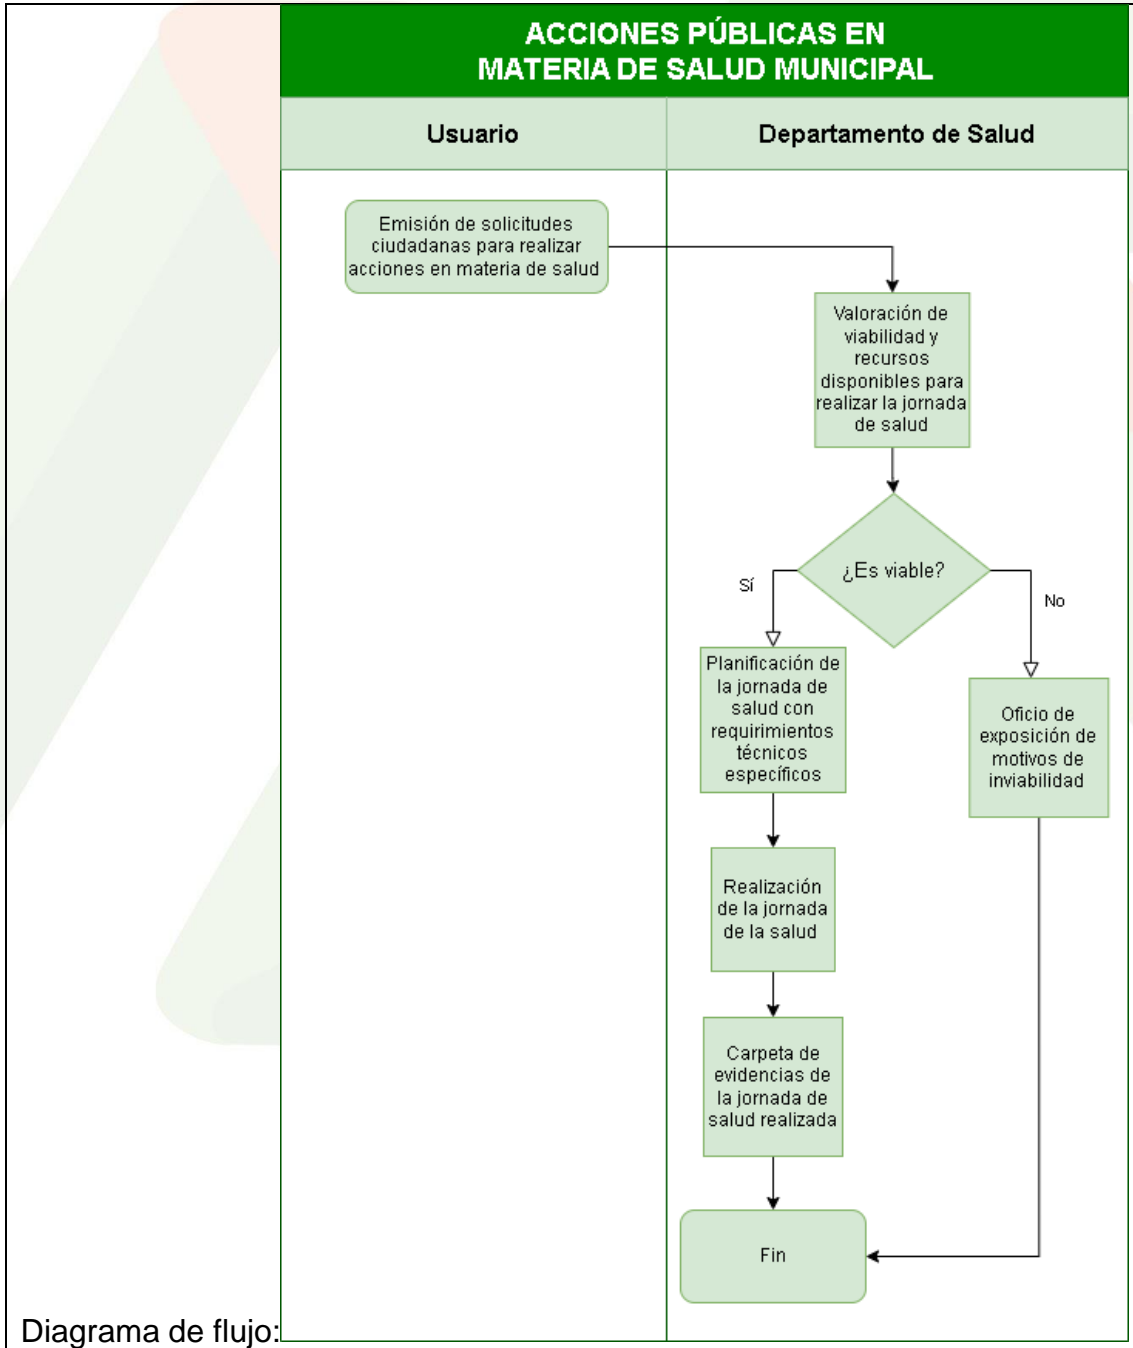 ACCIONES PÚBLICAS EN
MATERIA DE SALUD MUNICIPAL
Usuario
Departamento de Salud
Emisión de solicitudes
ciudadanas para realizar
acciones en materia de salud
Valoración de
viabilidad y
recursos
disponibles para
realizar la jornada
de salud
¿Es viable?
Sí
No
Planificación de
la jornada de
salud con
requirimientos
técnicos
específicos
Oficio de
exposición de
motivos de
inviabilidad
Realización
de la jornada
de la salud
Carpeta de
evidencias de
la jornada de
salud realizada
Fin
Diagrama de flujo: